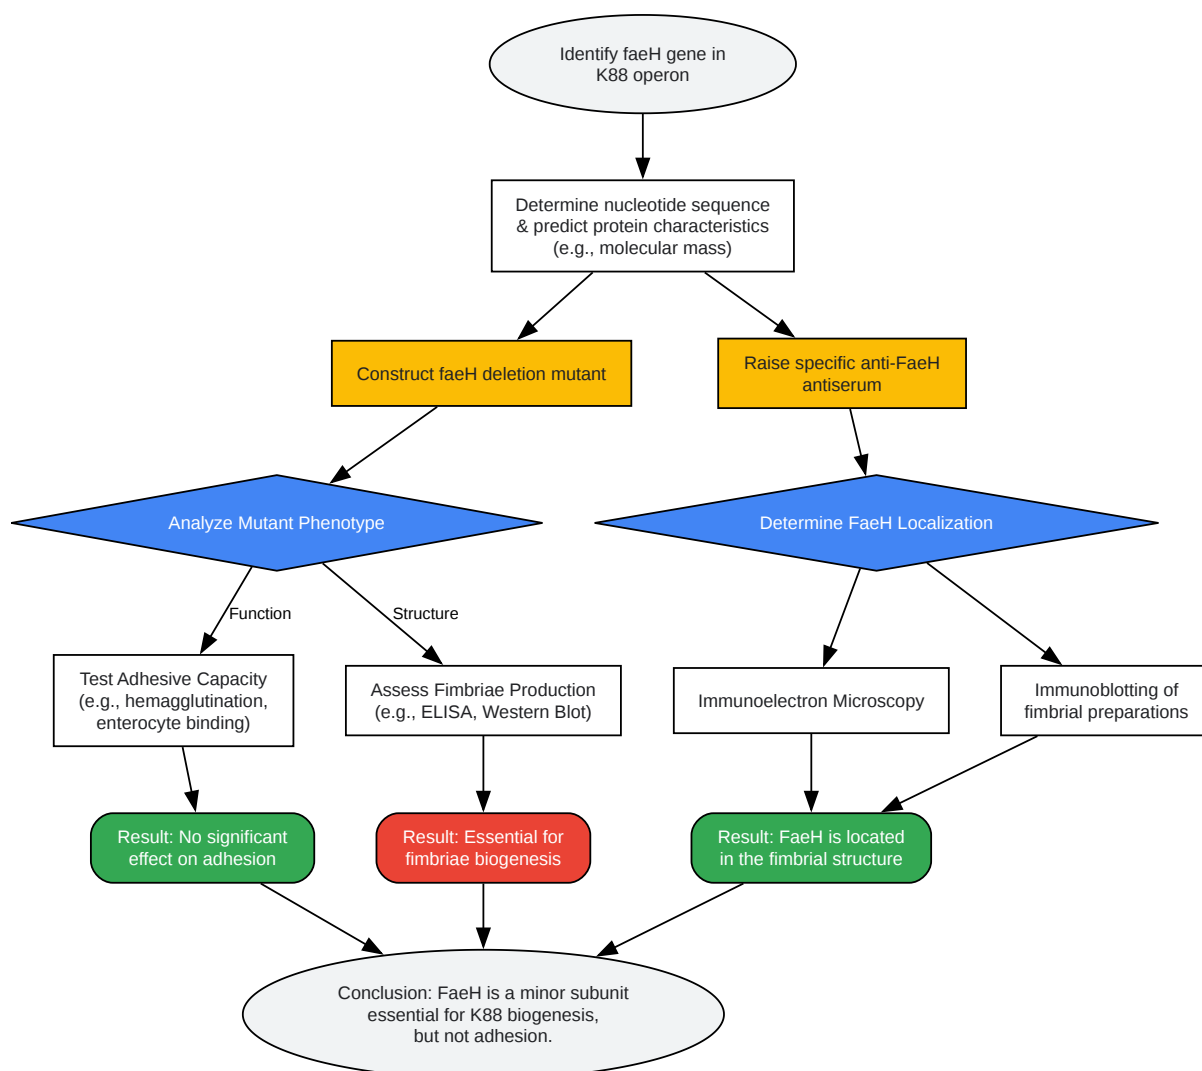 Identify faeH gene in
K88 operon
Determine nucleotide sequence
& predict protein characteristics
(e.g., molecular mass)
Construct faeH deletion mutant
Raise specific anti-FaeH
antiserum
Analyze Mutant Phenotype
Determine FaeH Localization
Function
Structure
Test Adhesive Capacity
(e.g., hemagglutination,
enterocyte binding)
Assess Fimbriae Production
(e.g., ELISA, Western Blot)
Immunoelectron Microscopy
Immunoblotting of
fimbrial preparations
Result: No significant
effect on adhesion
Result: Essential for
fimbriae biogenesis
Result: FaeH is located
in the fimbrial structure
Conclusion: FaeH is a minor subunit
essential for K88 biogenesis,
but not adhesion.